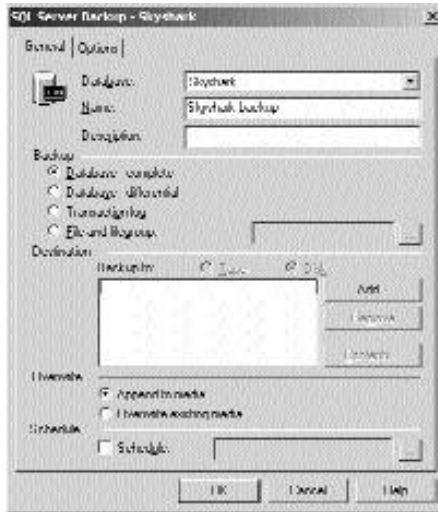 SQL Server Backup - Skyshark
General Options
Database: Skyshark
Name: Skyshark backup
Description:
Backup
Database - complete
Database - differential
Transaction log
File and filegroup:
...
Destination
Backup to: Tape Disk
Add...
Remove
Contents...
Overwrite
Append to media
Overwrite existing media
Schedule
Schedule:
...
OK Cancel Help